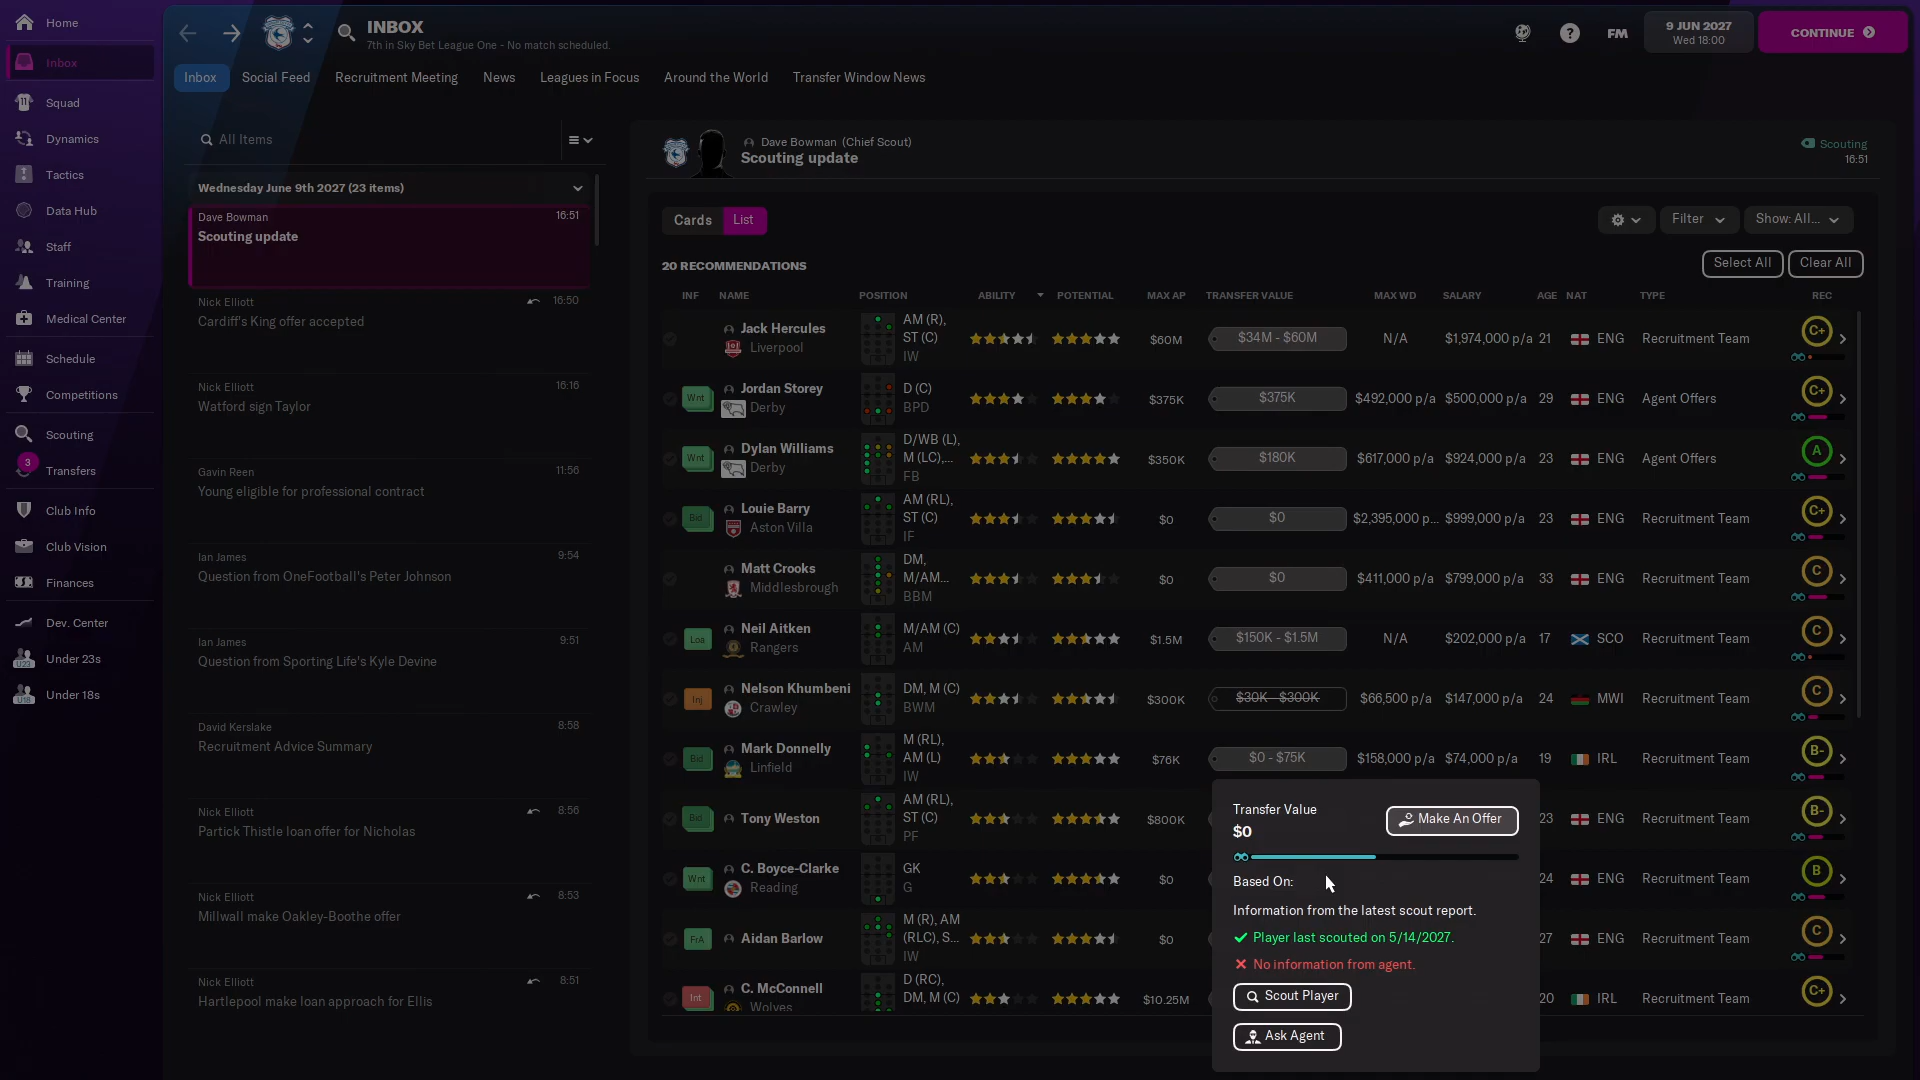 Home
Inbox
Squad
Dynamics
Tactics
Data Hub
Staff
Training
Medical Center
Schedule
Competitions
Scouting
3
Transfers
Club Info
Club Vision
Finances
Dev. Center
U23
Under 23s
U18
Under 18s
INBOX
7th in Sky Bet League One - No match scheduled.
FM
9 JUN 2027
Wed 18:00
CONTINUE
Inbox
Social Feed
Recruitment Meeting
News
Leagues in Focus
Around the World
Transfer Window News
All Items
Wednesday June 9th 2027 (23 items)
Dave Bowman 16:51
Scouting update
Nick Elliott 16:50
Cardiff's King offer accepted
Nick Elliott 16:16
Watford sign Taylor
Gavin Reen 11:56
Young eligible for professional contract
Ian James 9:54
Question from OneFootball's Peter Johnson
Ian James 9:51
Question from Sporting Life's Kyle Devine
David Kerslake 8:58
Recruitment Advice Summary
Nick Elliott 8:56
Partick Thistle loan offer for Nicholas
Nick Elliott 8:53
Millwall make Oakley-Boothe offer
Nick Elliott 8:51
Hartlepool make loan approach for Ellis
Dave Bowman (Chief Scout)
Scouting update
Scouting
16:51
Cards
List
Filter
Show: All...
20 RECOMMENDATIONS
Select All
Clear All
INF NAME POSITION ABILITY POTENTIAL MAX AP TRANSFER VALUE MAX WD SALARY AGE NAT TYPE REC
Jack Hercules
Liverpool
AM (R),
ST (C)
IW
$60M $34M - $60M N/A $1,974,000 p/a 21 ENG Recruitment Team C+
Wnt
Jordan Storey
Derby
D (C)
BPD
$375K $375K $492,000 p/a $500,000 p/a 29 ENG Agent Offers C+
Wnt
Dylan Williams
Derby
D/WB (L),
M (LC),...
FB
$350K $180K $617,000 p/a $924,000 p/a 23 ENG Agent Offers A
Bid
Louie Barry
Aston Villa
AM (RL),
ST (C)
IF
$0 $0 $2,395,000 p... $999,000 p/a 23 ENG Recruitment Team C+
Matt Crooks
Middlesbrough
DM,
M/AM...
BBM
$0 $0 $411,000 p/a $799,000 p/a 33 ENG Recruitment Team C
Loa
Neil Aitken
Rangers
M/AM (C)
AM
$1.5M $150K - $1.5M N/A $202,000 p/a 17 SCO Recruitment Team C
Inj
Nelson Khumbeni
Crawley
DM, M (C)
BWM
$300K $30K - $300K $66,500 p/a $147,000 p/a 24 MWI Recruitment Team C
Bid
Mark Donnelly
Linfield
M (RL),
AM (L)
IW
$76K $0 - $75K $158,000 p/a $74,000 p/a 19 IRL Recruitment Team B-
Bid
Tony Weston
AM (RL),
ST (C)
PF
$800K 23 ENG Recruitment Team B-
Wnt
C. Boyce-Clarke
Reading
GK
G
$0 24 ENG Recruitment Team B
FrA
Aidan Barlow
M (R), AM
(RLC), S...
IW
$0 27 ENG Recruitment Team C
Int
C. McConnell
Wolves
D (RC),
DM, M (C)
$10.25M 20 IRL Recruitment Team C+
Transfer Value
$0
Make An Offer
Based On:
Information from the latest scout report.
Player last scouted on 5/14/2027.
No information from agent.
Scout Player
Ask Agent